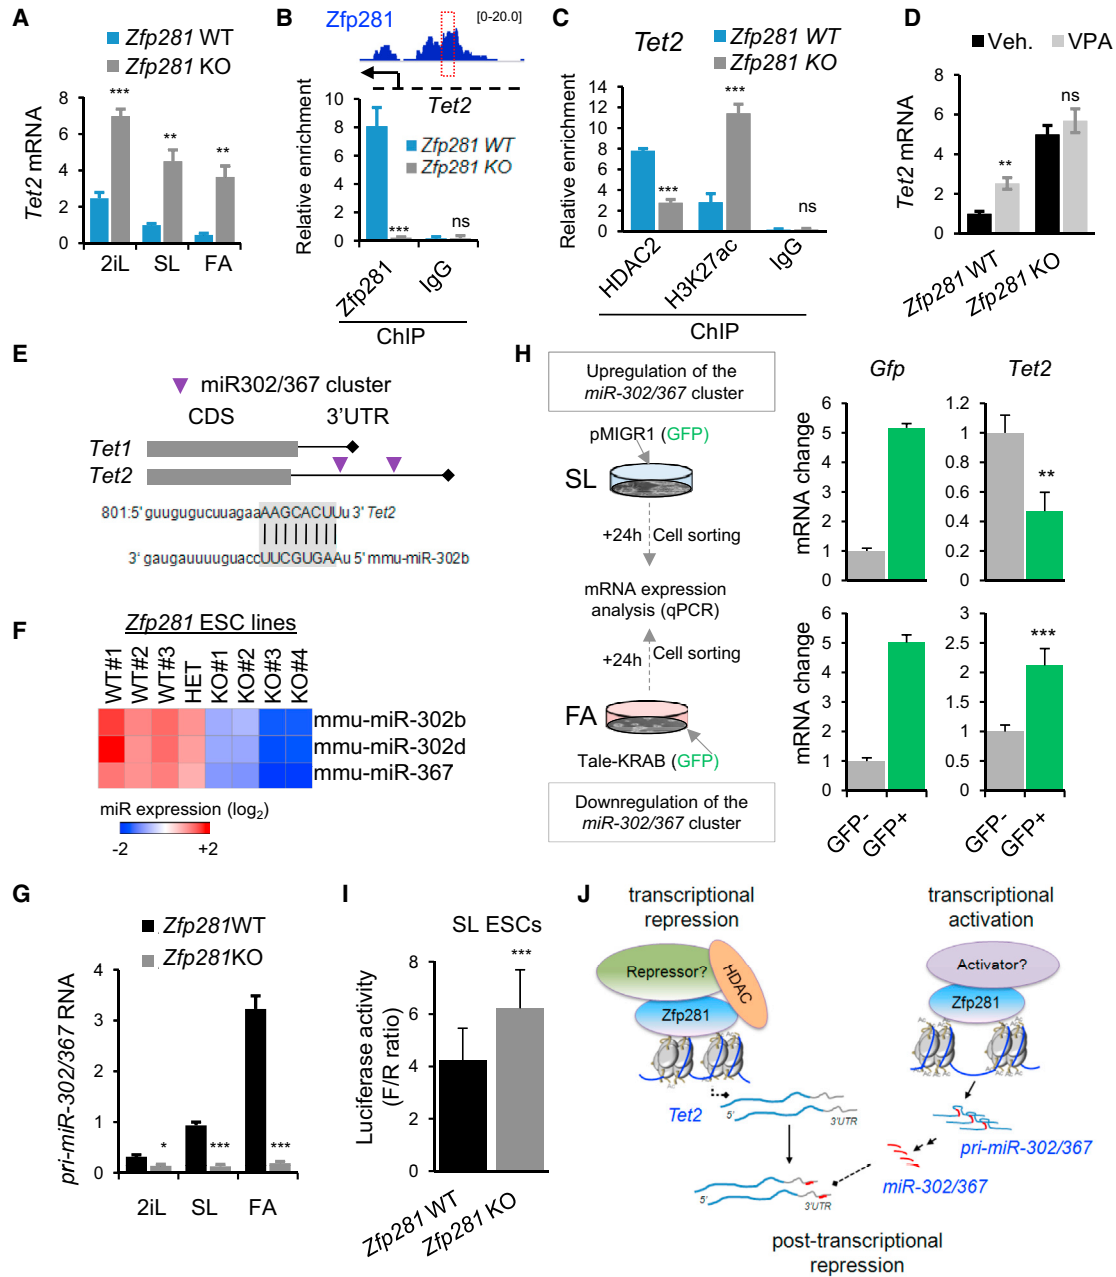 A
Zfp281 WT
Zfp281 KO
Tet2 mRNA
8
6
4
2
0
***
**
**
2iL
SL
FA
B
Zfp281
[0-20.0]
Tet2
Relative enrichment
10
8
6
4
2
0
Zfp281 WT
Zfp281 KO
***
ns
Zfp281
IgG
ChIP
C
Tet2
Zfp281 WT
Zfp281 KO
Relative enrichment
14
12
10
8
6
4
2
0
***
***
ns
HDAC2
H3K27ac
IgG
ChIP
D
Veh.
VPA
Tet2 mRNA
8
6
4
2
0
**
ns
Zfp281 WT
Zfp281 KO
E
miR302/367 cluster
CDS
3'UTR
Tet1
Tet2
801:5' guugugucuuagaaAAGCACUUu 3' Tet2
3' gaugauuuuguaccUUCGUGAAu 5' mmu-miR-302b
F
Zfp281 ESC lines
WT#1
WT#2
WT#3
HET
KO#1
KO#2
KO#3
KO#4
mmu-miR-302b
mmu-miR-302d
mmu-miR-367
miR expression (log2)
-2
+2
G
Zfp281WT
Zfp281KO
pri-miR-302/367 RNA
4
3
2
1
0
*
***
***
2iL
SL
FA
H
Upregulation of the
miR-302/367 cluster
pMIGR1 (GFP)
SL
+24h
Cell sorting
mRNA expression
analysis (qPCR)
+24h
Cell sorting
FA
Tale-KRAB (GFP)
Downregulation of the
miR-302/367 cluster
Gfp
mRNA change
6
5
4
3
2
1
0
Tet2
1.2
1
0.8
0.6
0.4
0.2
0
**
mRNA change
6
5
4
3
2
1
0
GFP-
GFP+
3
2.5
2
1.5
1
0.5
0
***
GFP-
GFP+
I
SL ESCs
Luciferase activity
(F/R ratio)
8
6
4
2
0
***
Zfp281 WT
Zfp281 KO
J
transcriptional
repression
Repressor?
HDAC
Zfp281
Tet2
5'
3'UTR
5'
3'UTR
transcriptional
activation
Activator?
Zfp281
pri-miR-302/367
miR-302/367
post-transcriptional
repression